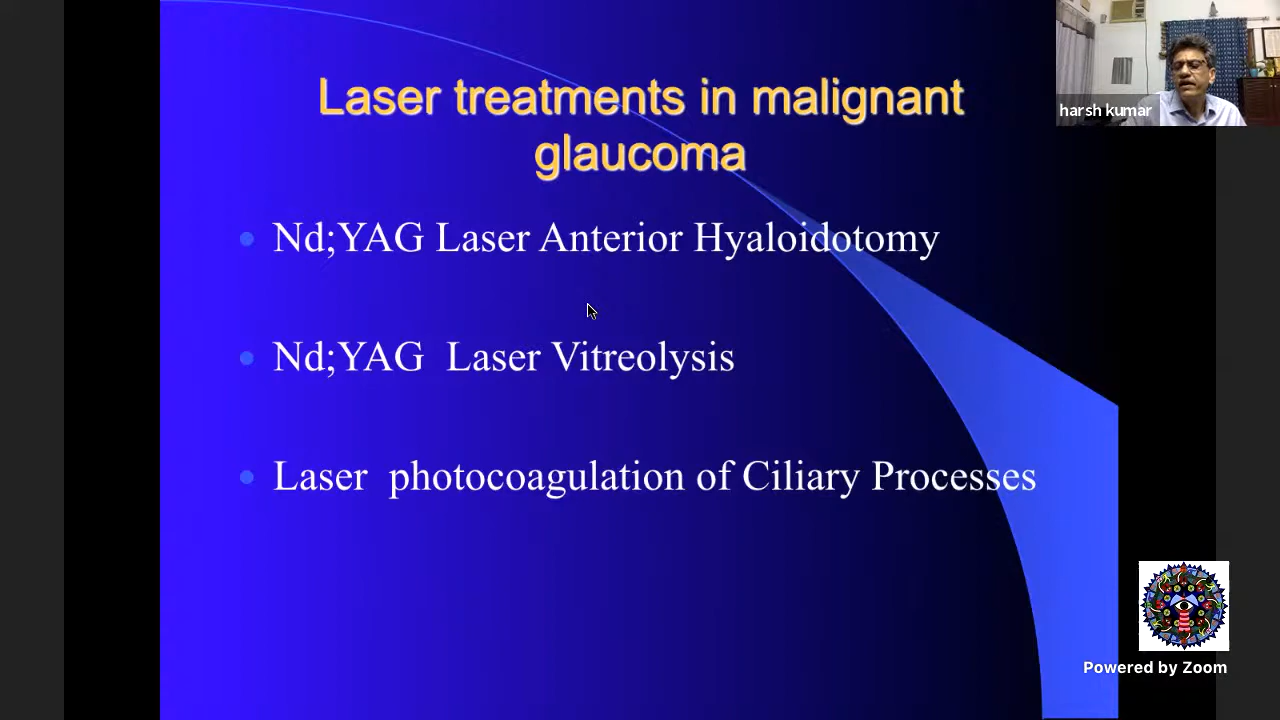 Laser treatments in malignant
glaucoma
Nd;YAG Laser Anterior Hyaloidotomy
Nd;YAG Laser Vitreolysis
Laser photocoagulation of Ciliary Processes
harsh kumar
Powered by Zoom